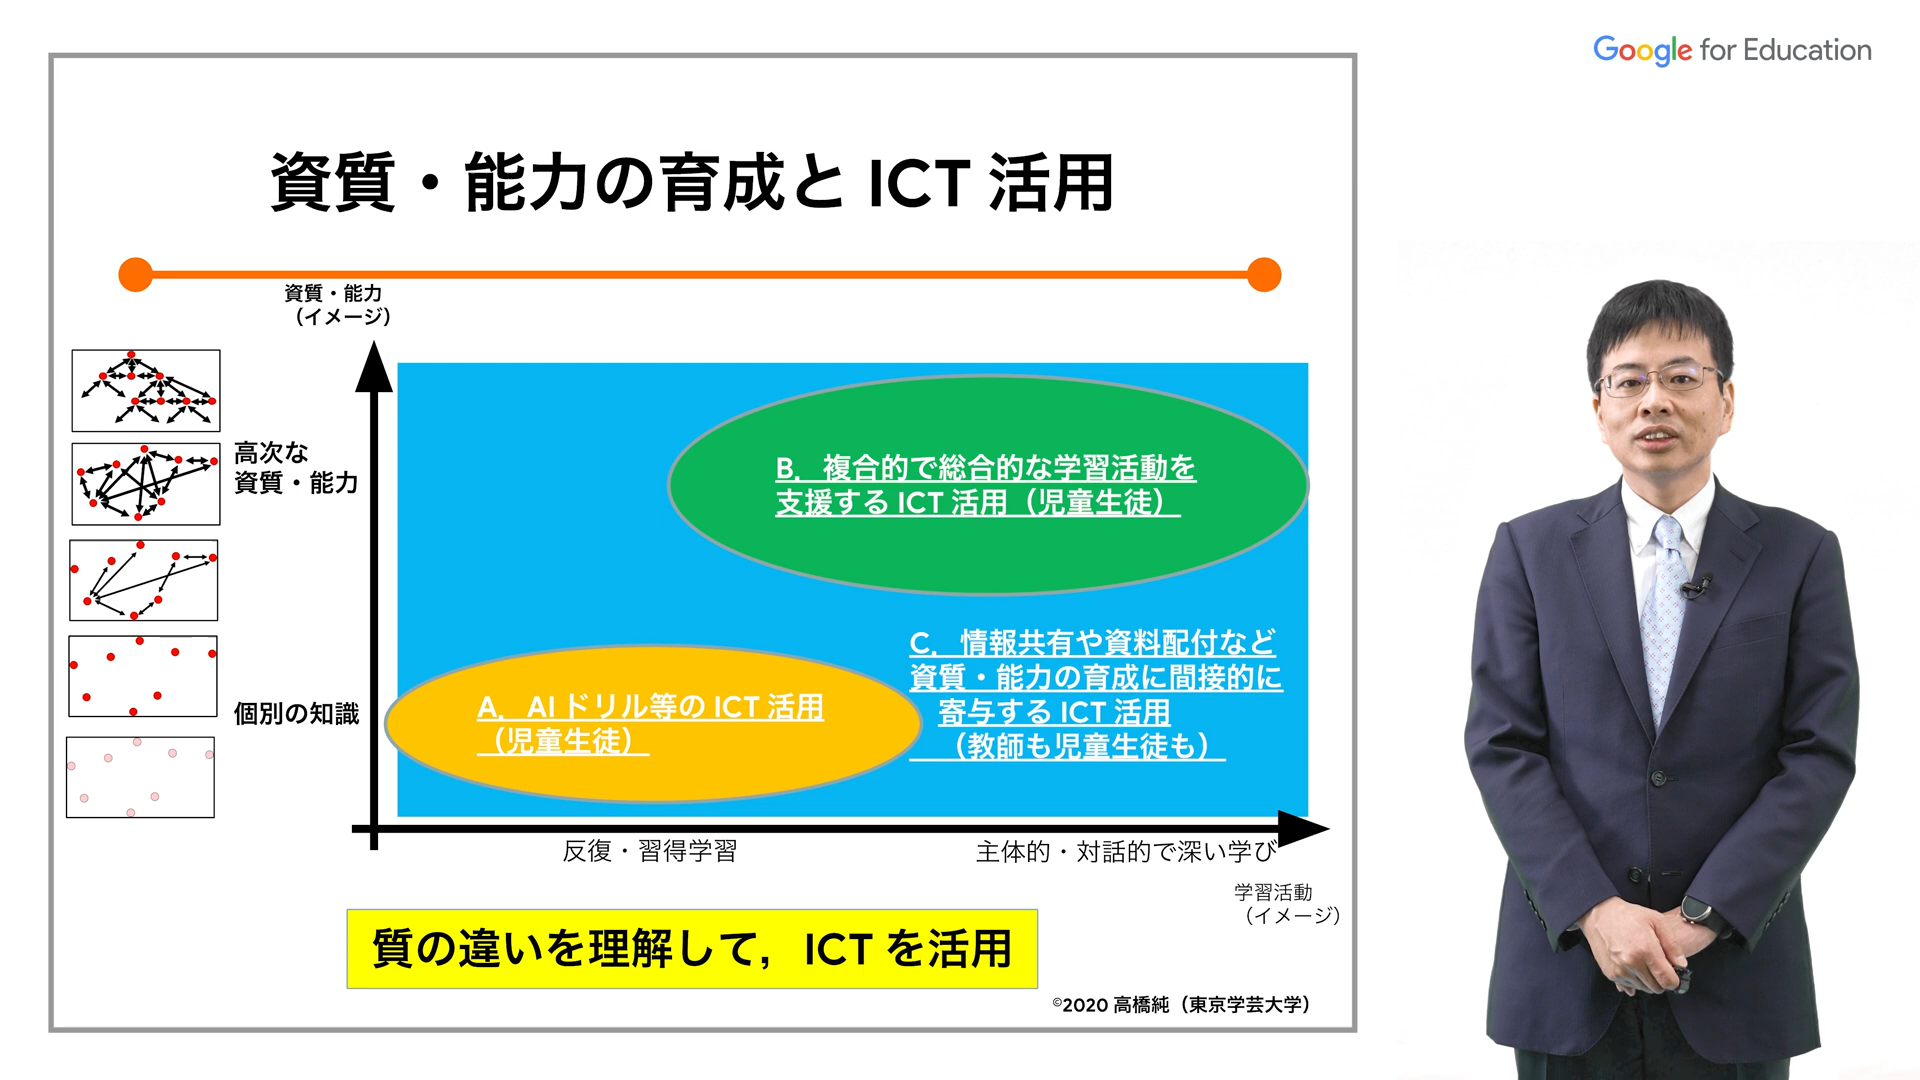 Google for Education
資質・能力の育成と ICT 活用
資質・能力
（イメージ）
高次な
資質・能力
B．複合的で総合的な学習活動を
支援する ICT 活用（児童生徒）
C．情報共有や資料配付など
資質・能力の育成に間接的に
寄与する ICT 活用
（教師も児童生徒も）
A．AI ドリル等の ICT 活用
（児童生徒）
個別の知識
反復・習得学習
主体的・対話的で深い学び
学習活動
（イメージ）
質の違いを理解して，ICT を活用
©2020 高橋純（東京学芸大学）